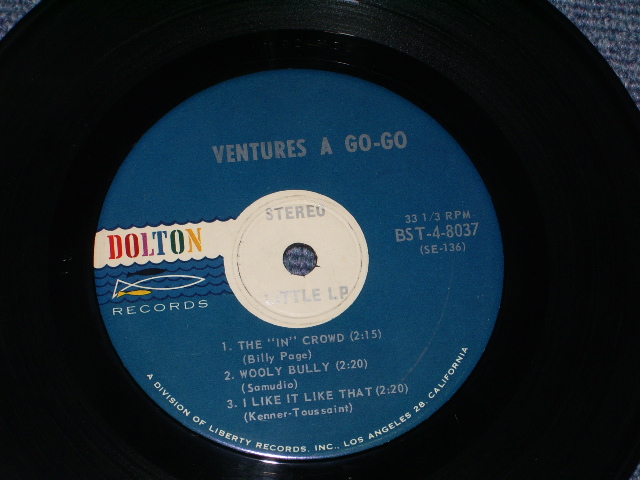 VENTURES A GO-GO
STEREO
33 1/3 RPM
BST-4-8037
(SE-136)
DOLTON
RECORDS
LP
1. THE "IN" CROWD (2:15)
(Billy Page)
2. WOOLY BULLY (2:20)
(Samudio)
3. I LIKE IT LIKE THAT (2:20)
(Kenner-Toussaint)
A DIVISION OF LIBERTY RECORDS, INC., LOS ANGELES 28, CALIFORNIA